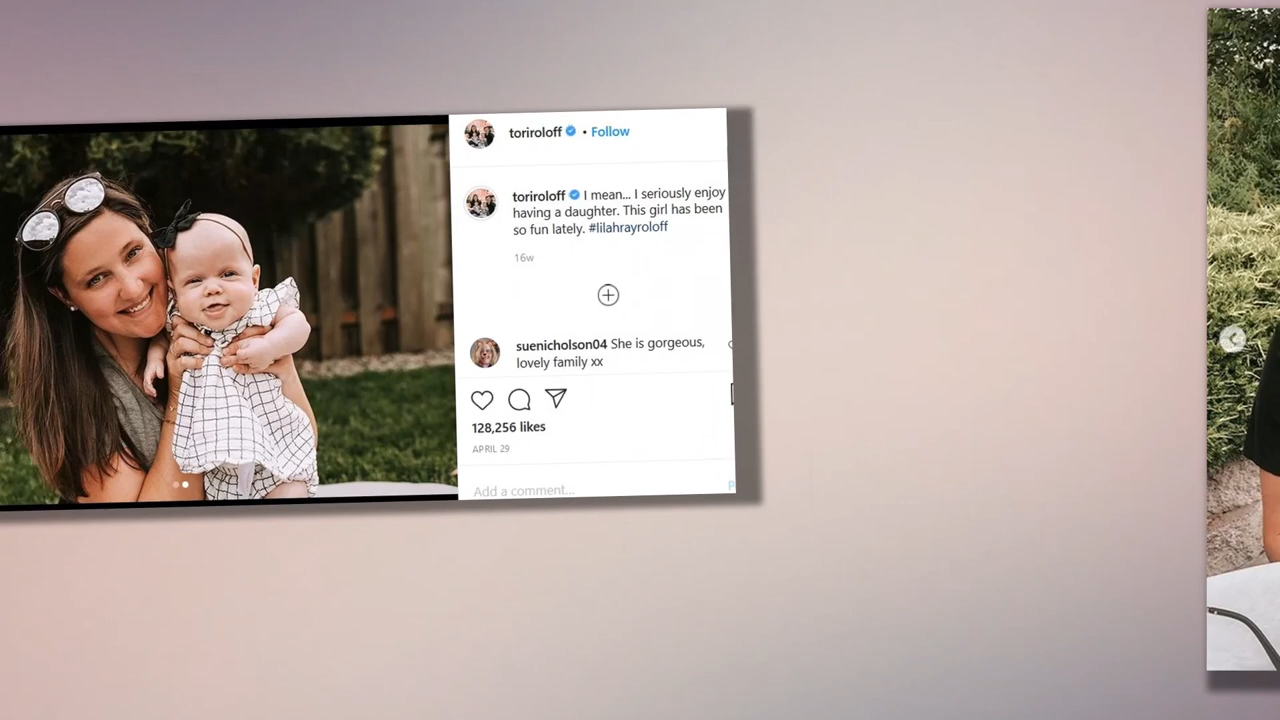 toriroloff • Follow
toriroloff I mean... I seriously enjoy
having a daughter. This girl has been
so fun lately. #lilahrayroloff
16w
suenicholson04 She is gorgeous,
lovely family xx
128,256 likes
APRIL 29
Add a comment...
P